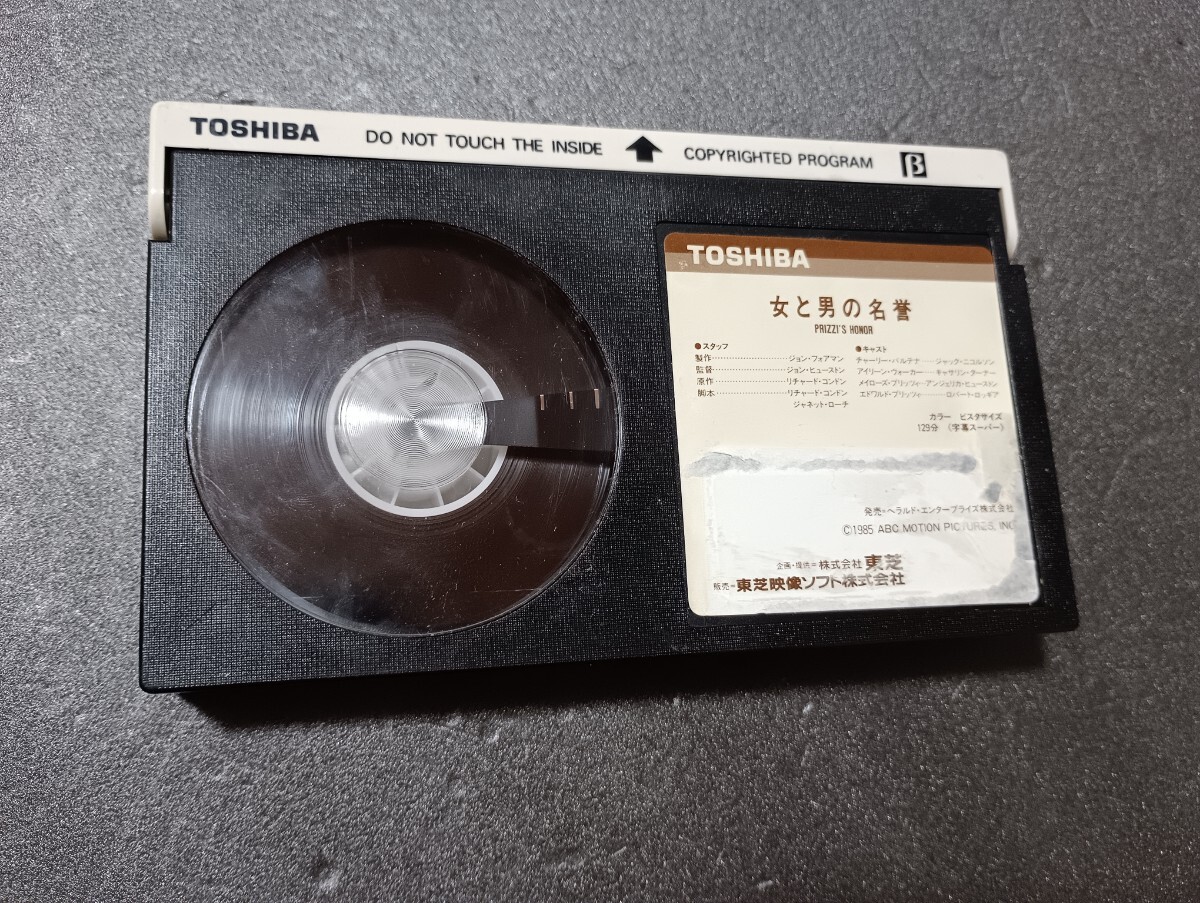 TOSHIBA DO NOT TOUCH THE INSIDE COPYRIGHTED PROGRAM β
TOSHIBA
女と男の名誉
PRIZZI'S HONOR
●スタッフ
製作……………ジョン・フォアマン
監督……………ジョン・ヒューストン
原作……………リチャード・コンドン
脚本……………リチャード・コンドン
ジャネット・ローチ
●キャスト
チャーリー・パルテナ……ジャック・ニコルソン
アイリーン・ウォーカー……キャサリン・ターナー
メイローズ・プリッツィ…アンジェリカ・ヒューストン
エドワルド・プリッツィ……ロバート・ロッギア
カラー ビスタサイズ
129分 (字幕スーパー)
発売=ヘラルド・エンタープライズ株式会社
©1985 ABC MOTION PICTURES, INC
企画・提供=株式会社 東芝
販売=東芝映像ソフト株式会社